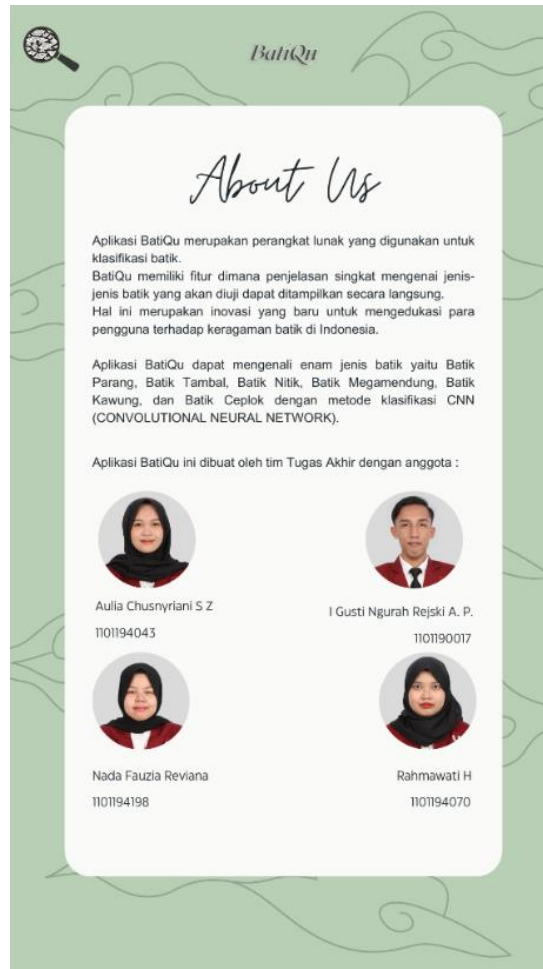 BatiQu
About Us
Aplikasi BatiQu merupakan perangkat lunak yang digunakan untuk
klasifikasi batik.
BatiQu memiliki fitur dimana penjelasan singkat mengenai jenis-
jenis batik yang akan diuji dapat ditampilkan secara langsung.
Hal ini merupakan inovasi yang baru untuk mengedukasi para
pengguna terhadap keragaman batik di Indonesia.
Aplikasi BatiQu dapat mengenali enam jenis batik yaitu Batik
Parang, Batik Tambal, Batik Nitik, Batik Megamendung, Batik
Kawung, dan Batik Ceplok dengan metode klasifikasi CNN
(CONVOLUTIONAL NEURAL NETWORK).
Aplikasi BatiQu ini dibuat oleh tim Tugas Akhir dengan anggota :
Aulia Chusnyriani S Z
1101194043
I Gusti Ngurah Rejski A. P.
1101190017
Nada Fauzia Reviana
1101194198
Rahmawati H
1101194070